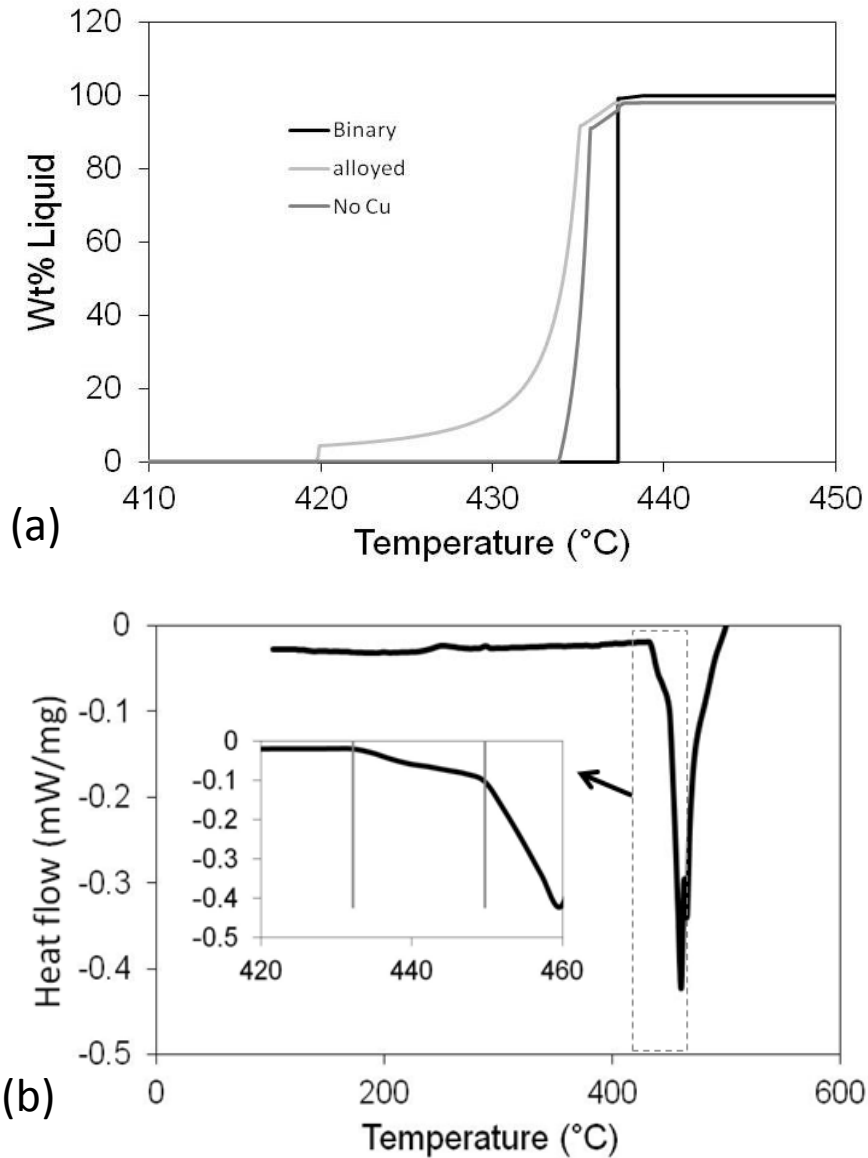 120
100
80
60
40
20
0
Wt% Liquid
Binary
alloyed
No Cu
410 420 430 440 450
Temperature (°C)
(a)
0
-0.1
-0.2
-0.3
-0.4
-0.5
Heat flow (mW/mg)
0
-0.1
-0.2
-0.3
-0.4
-0.5
420 440 460
0 200 400 600
Temperature (°C)
(b)